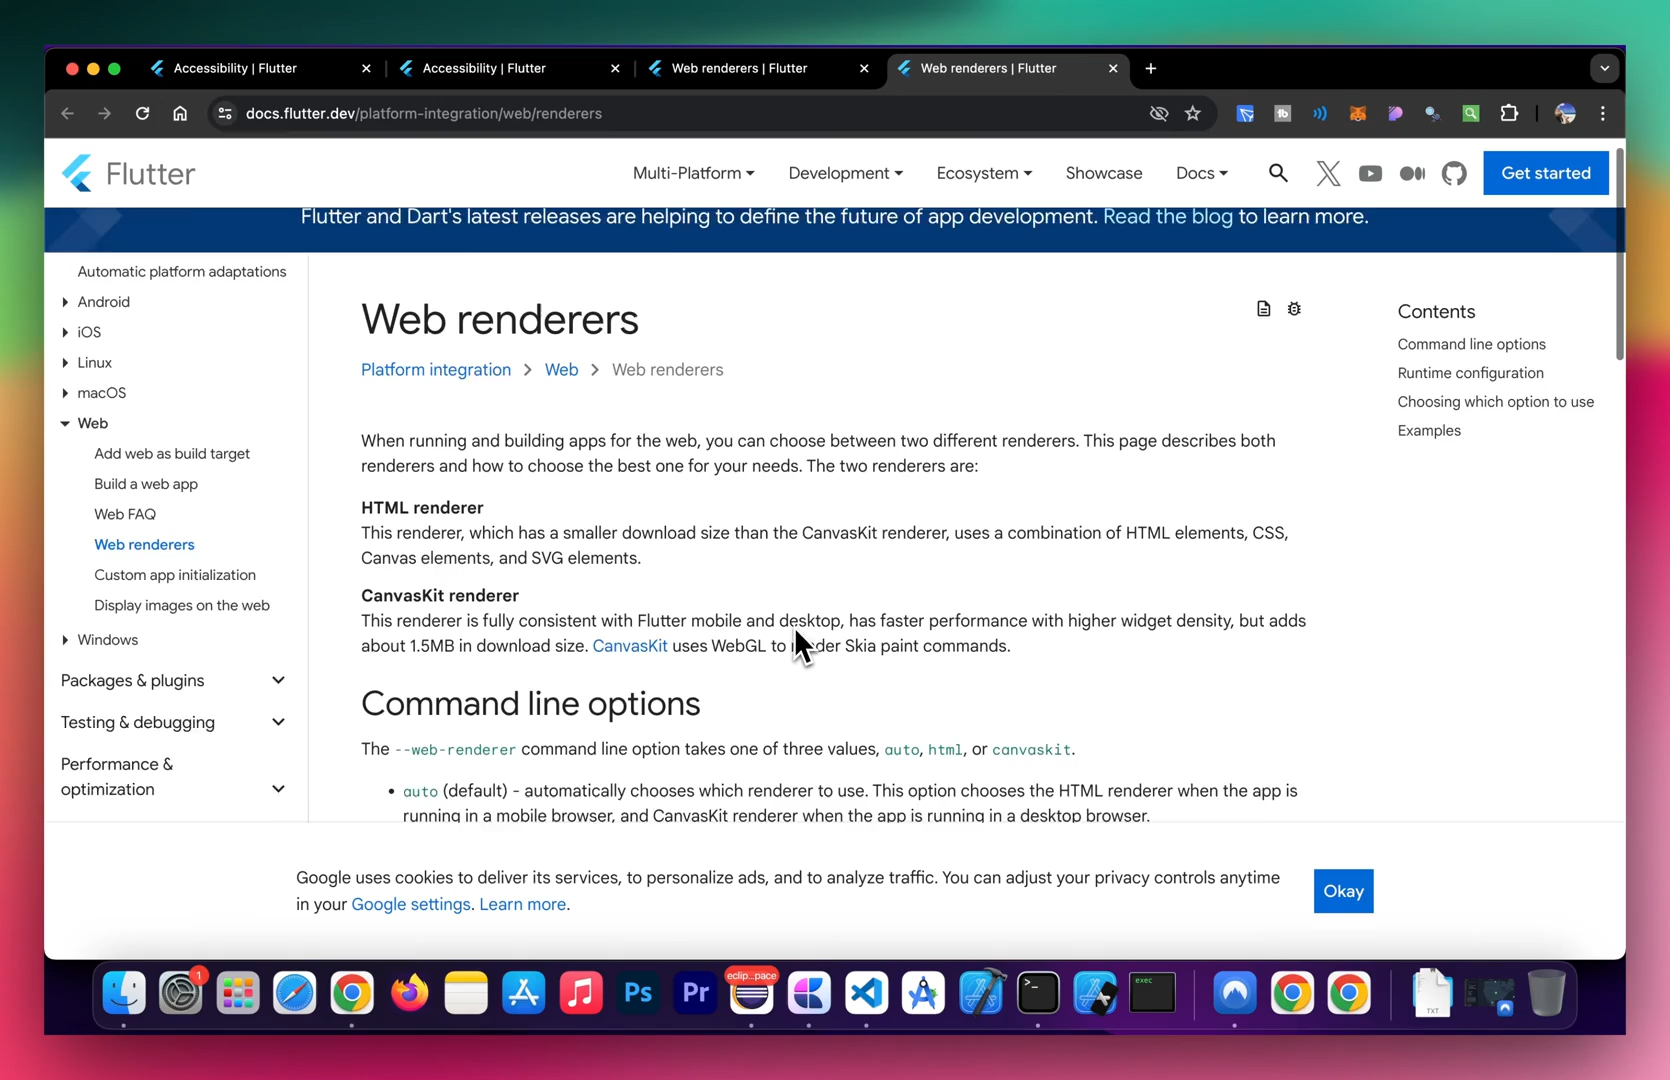 Accessibility | Flutter
Accessibility | Flutter
Web renderers | Flutter
Web renderers | Flutter
docs.flutter.dev/platform-integration/web/renderers
tb
Flutter
Multi-Platform
Development
Ecosystem
Showcase
Docs
Get started
Flutter and Dart's latest releases are helping to define the future of app development. Read the blog to learn more.
Automatic platform adaptations
Android
iOS
Linux
macOS
Web
Add web as build target
Build a web app
Web FAQ
Web renderers
Custom app initialization
Display images on the web
Windows
Packages & plugins
Testing & debugging
Performance &
optimization
Web renderers
Platform integration > Web > Web renderers
When running and building apps for the web, you can choose between two different renderers. This page describes both
renderers and how to choose the best one for your needs. The two renderers are:
HTML renderer
This renderer, which has a smaller download size than the CanvasKit renderer, uses a combination of HTML elements, CSS,
Canvas elements, and SVG elements.
CanvasKit renderer
This renderer is fully consistent with Flutter mobile and desktop, has faster performance with higher widget density, but adds
about 1.5MB in download size. CanvasKit uses WebGL to render Skia paint commands.
Command line options
The --web-renderer command line option takes one of three values, auto, html, or canvaskit.
• auto (default) - automatically chooses which renderer to use. This option chooses the HTML renderer when the app is
running in a mobile browser, and CanvasKit renderer when the app is running in a desktop browser.
Contents
Command line options
Runtime configuration
Choosing which option to use
Examples
Google uses cookies to deliver its services, to personalize ads, and to analyze traffic. You can adjust your privacy controls anytime
in your Google settings. Learn more.
Okay
1
Ps
Pr
eclip...pace
>_
exec
TXT